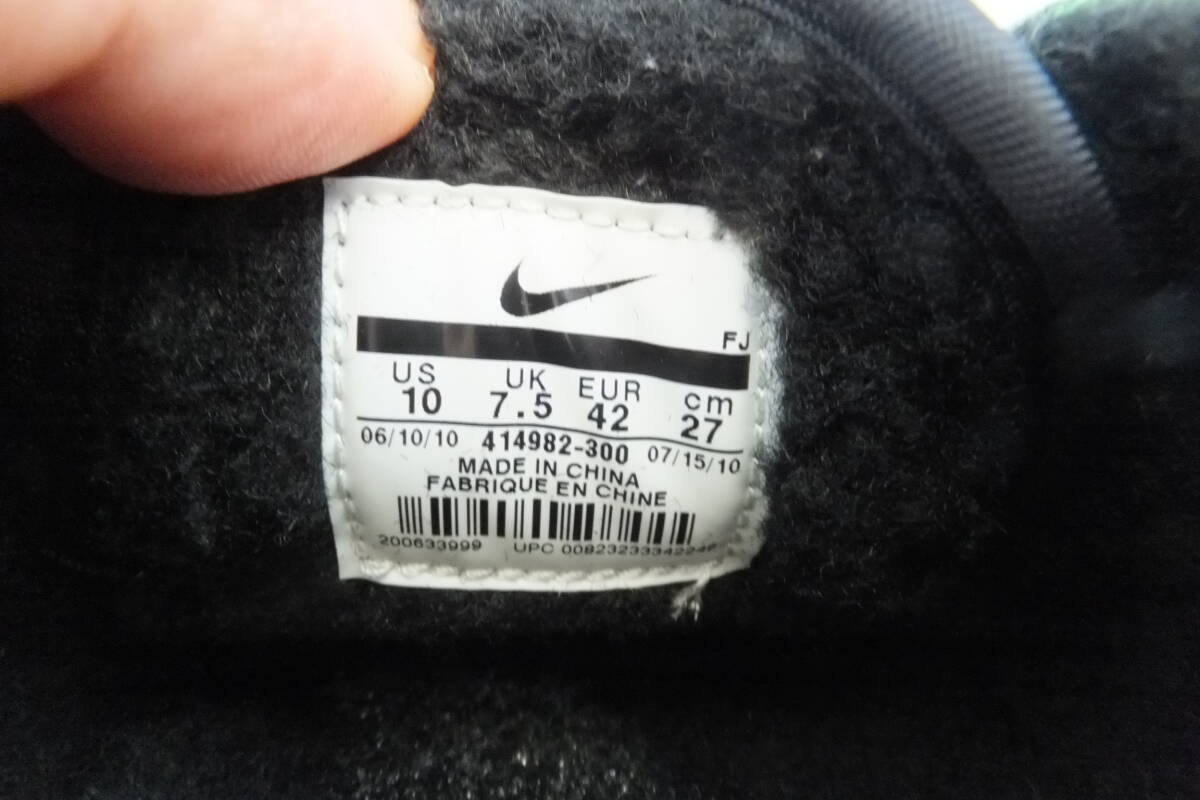 FJ
US UK EUR cm
10 7.5 42 27
06/10/10 414982-300 07/15/10
MADE IN CHINA
FABRIQUE EN CHINE
200633999 UPC